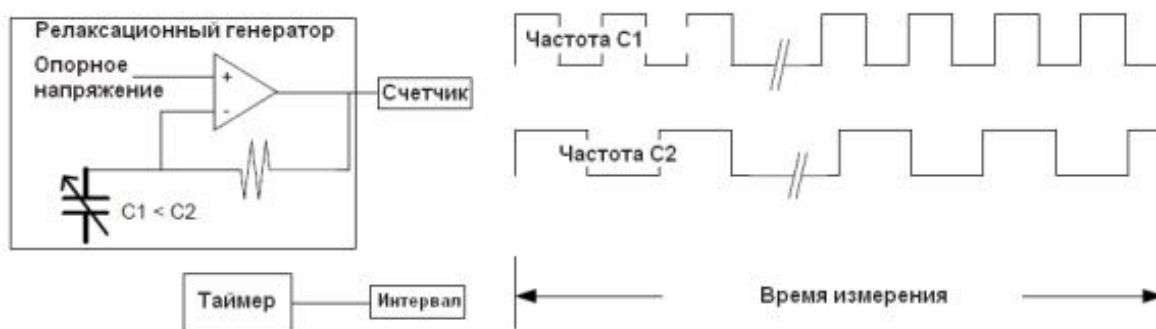 Релаксационный генератор
Опорное
напряжение
+
-
Счетчик
C1 < C2
Таймер
Интервал
Частота C1
Частота C2
Время измерения